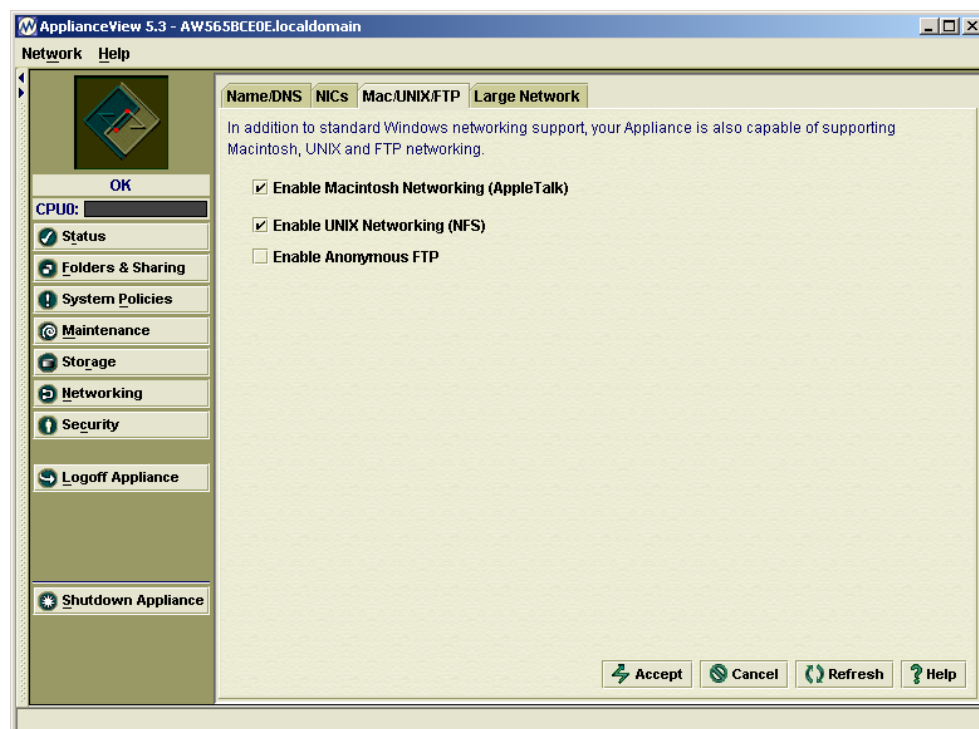 ApplianceView 5.3 - AW565BCE0E.localdomain
Network Help
OK
CPU0:
Status
Folders & Sharing
System Policies
Maintenance
Storage
Networking
Security
Logoff Appliance
Shutdown Appliance
Name/DNS NICs Mac/UNIX/FTP Large Network
In addition to standard Windows networking support, your Appliance is also capable of supporting
Macintosh, UNIX and FTP networking.
Enable Macintosh Networking (AppleTalk)
Enable UNIX Networking (NFS)
Enable Anonymous FTP
Accept Cancel Refresh Help